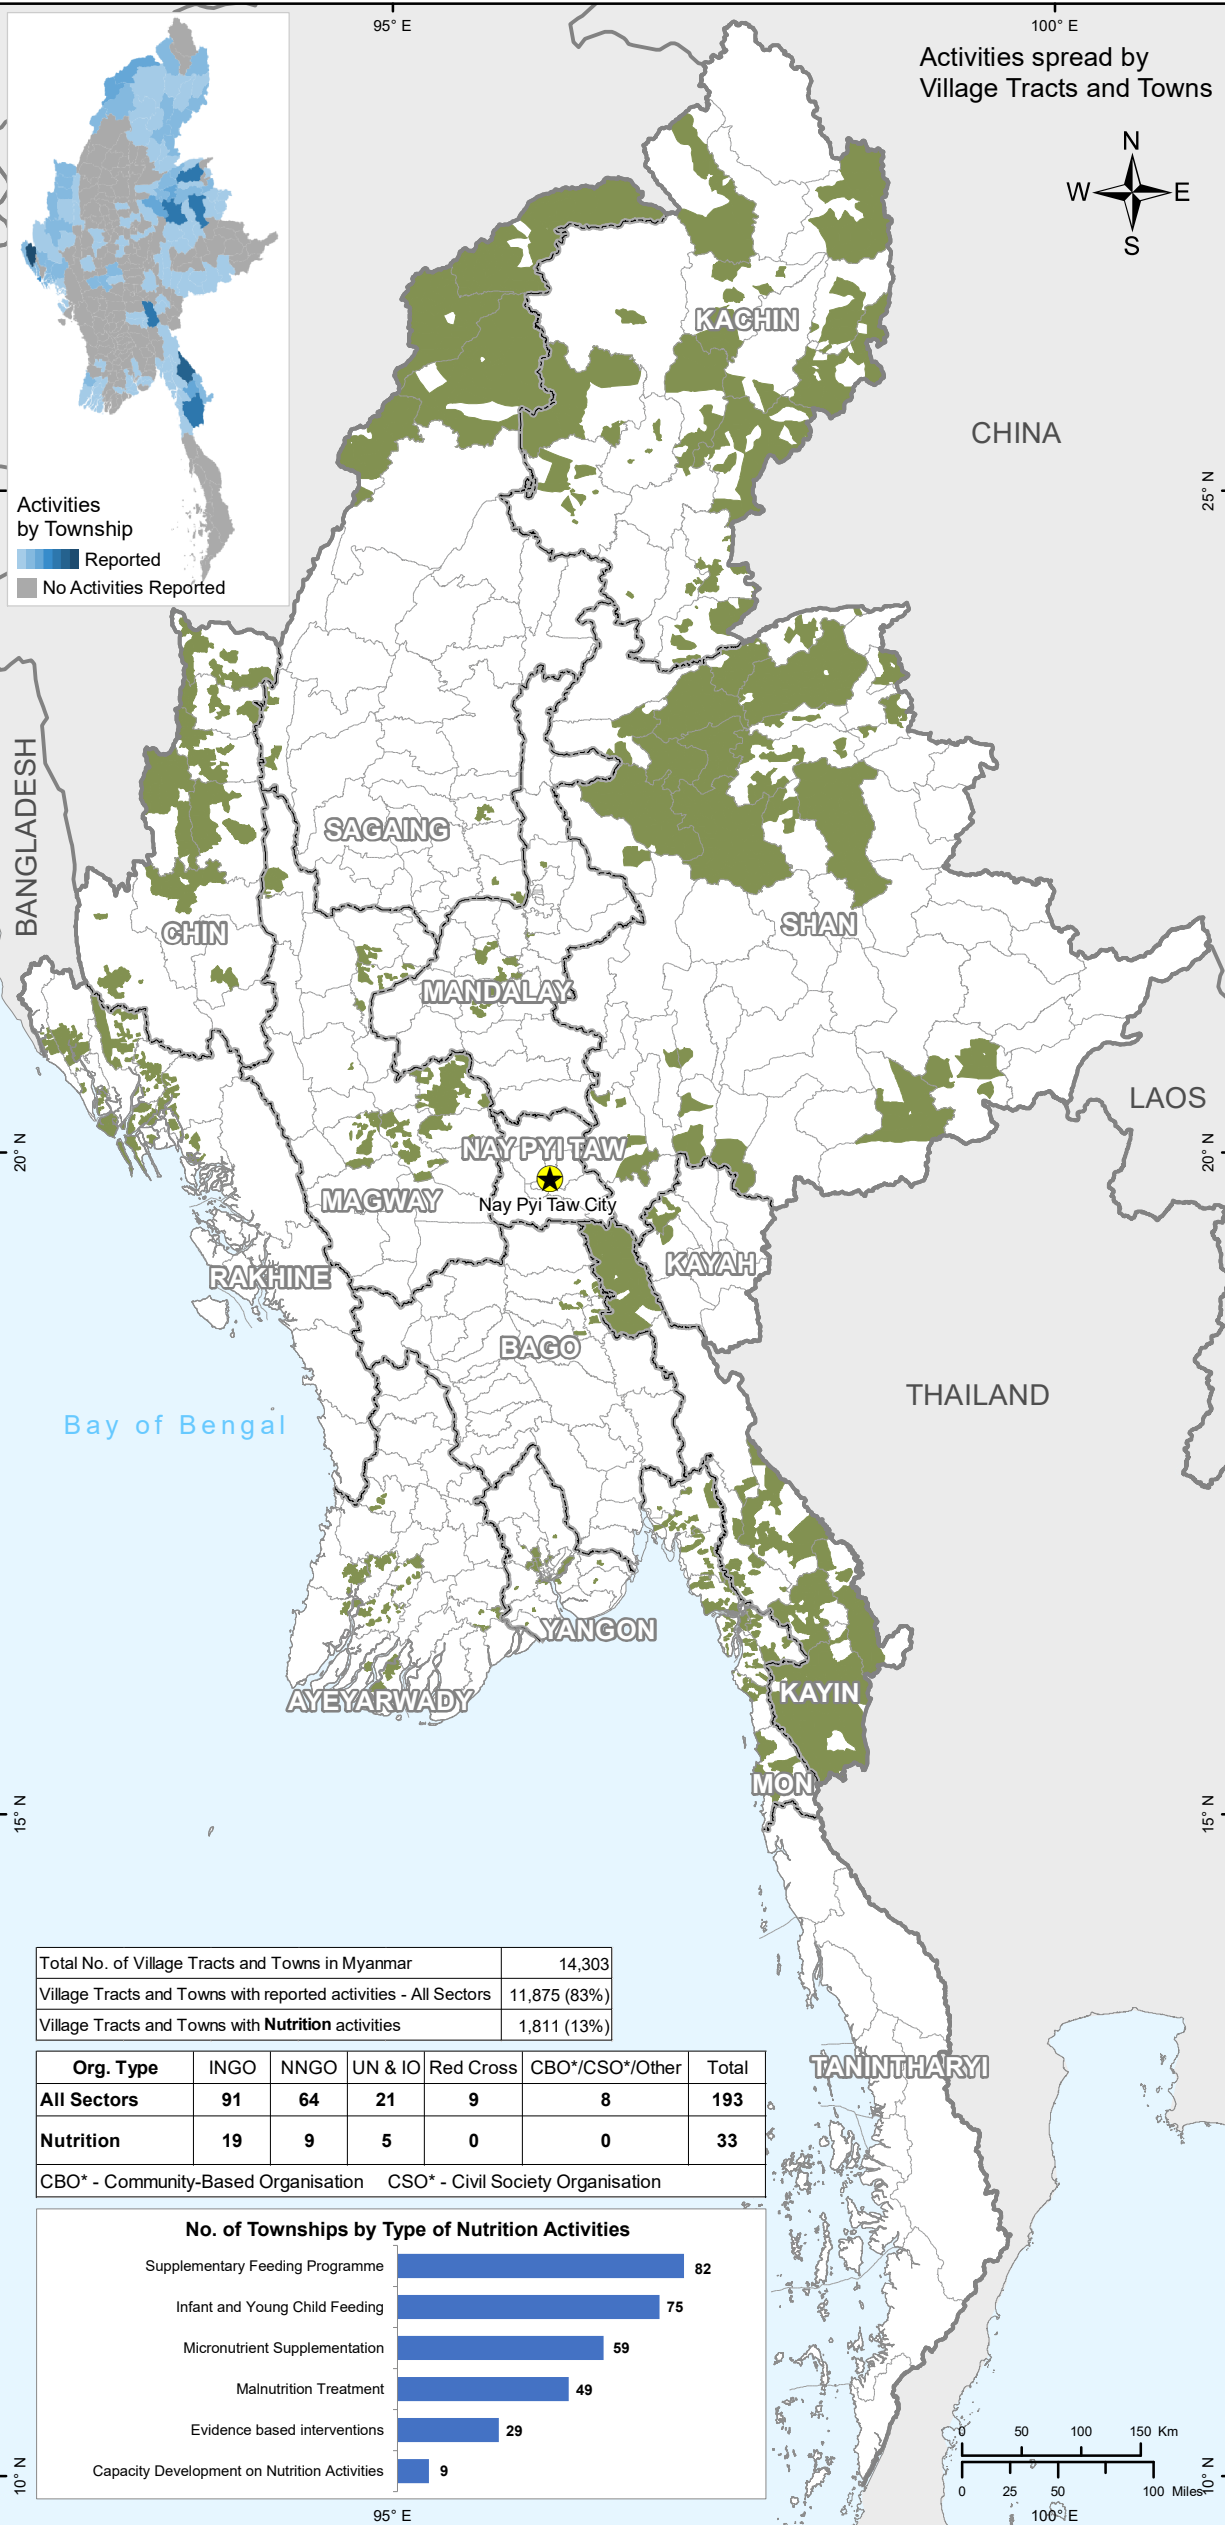 95° E
100° E
Activities spread by
Village Tracts and Towns
N
W
E
S
Activities
by Township
Reported
No Activities Reported
KACHIN
CHINA
25° N
BANGLADESH
SAGAING
CHIN
SHAN
MANDALAY
LAOS
20° N
20° N
NAY PYI TAW
Nay Pyi Taw City
MAGWAY
RAKHINE
KAYAH
BAGO
THAILAND
Bay of Bengal
YANGON
AYEYARWADY
KAYIN
MON
15° N
15° N
TANINTHARYI
Total No. of Village Tracts and Towns in Myanmar 14,303
Village Tracts and Towns with reported activities - All Sectors 11,875 (83%)
Village Tracts and Towns with Nutrition activities 1,811 (13%)
Org. Type INGO NNGO UN & IO Red Cross CBO*/CSO*/Other Total
All Sectors 91 64 21 9 8 193
Nutrition 19 9 5 0 0 33
CBO* - Community-Based Organisation CSO* - Civil Society Organisation
No. of Townships by Type of Nutrition Activities
Supplementary Feeding Programme 82
Infant and Young Child Feeding 75
Micronutrient Supplementation 59
Malnutrition Treatment 49
Evidence based interventions 29
Capacity Development on Nutrition Activities 9
0 50 100 150 Km
0 25 50 100 Miles
10° N
10° N
95° E
100° E